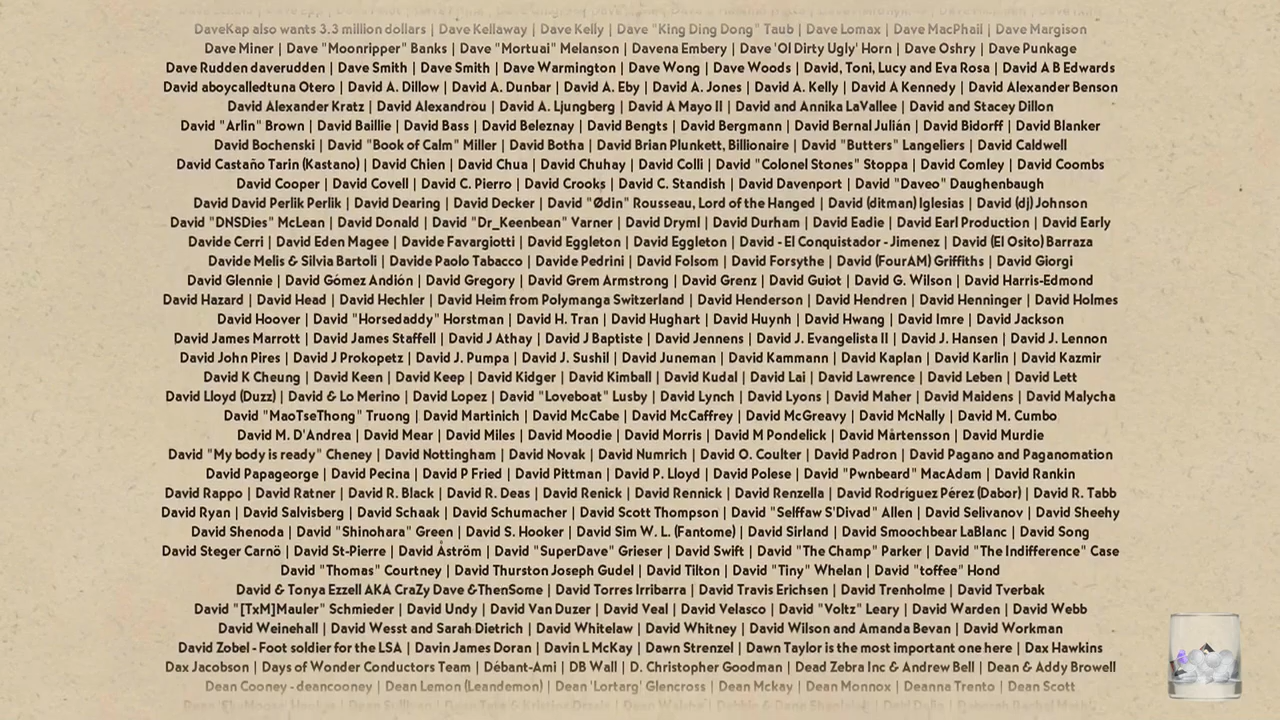 DaveKap also wants 3.3 million dollars | Dave Kellaway | Dave Kelly | Dave "King Ding Dong" Taub | Dave Lomax | Dave MacPhail | Dave Margison
Dave Miner | Dave "Moonripper" Banks | Dave "Mortuai" Melanson | Davena Embery | Dave 'Ol Dirty Ugly' Horn | Dave Oshry | Dave Punkage
Dave Rudden daverudden | Dave Smith | Dave Smith | Dave Warmington | Dave Wong | Dave Woods | David, Toni, Lucy and Eva Rosa | David A B Edwards
David aboycalledtuna Otero | David A. Dillow | David A. Dunbar | David A. Eby | David A. Jones | David A. Kelly | David A Kennedy | David Alexander Benson
David Alexander Kratz | David Alexandrou | David A. Ljungberg | David A Mayo II | David and Annika LaVallee | David and Stacey Dillon
David "Arlin" Brown | David Baillie | David Bass | David Beleznay | David Bengts | David Bergmann | David Bernal Julián | David Bidorff | David Blanker
David Bochenski | David "Book of Calm" Miller | David Botha | David Brian Plunkett, Billionaire | David "Butters" Langeliers | David Caldwell
David Castaño Tarin (Kastano) | David Chien | David Chua | David Chuhay | David Colli | David "Colonel Stones" Stoppa | David Comley | David Coombs
David Cooper | David Covell | David C. Pierro | David Crooks | David C. Standish | David Davenport | David "Daveo" Daughenbaugh
David David Perlik Perlik | David Dearing | David Decker | David "Ødin" Rousseau, Lord of the Hanged | David (ditman) Iglesias | David (dj) Johnson
David "DNSDies" McLean | David Donald | David "Dr_Keenbean" Varner | David Dryml | David Durham | David Eadie | David Earl Production | David Early
Davide Cerri | David Eden Magee | Davide Favargiotti | David Eggleton | David Eggleton | David - El Conquistador - Jimenez | David (El Osito) Barraza
Davide Melis & Silvia Bartoli | Davide Paolo Tabacco | Davide Pedrini | David Folsom | David Forsythe | David (FourAM) Griffiths | David Giorgi
David Glennie | David Gómez Andión | David Gregory | David Grem Armstrong | David Grenz | David Guiot | David G. Wilson | David Harris-Edmond
David Hazard | David Head | David Hechler | David Heim from Polymanga Switzerland | David Henderson | David Hendren | David Henninger | David Holmes
David Hoover | David "Horsedaddy" Horstman | David H. Tran | David Hughart | David Huynh | David Hwang | David Imre | David Jackson
David James Marrott | David James Staffell | David J Athay | David J Baptiste | David Jennens | David J. Evangelista II | David J. Hansen | David J. Lennon
David John Pires | David J Prokopetz | David J. Pumpa | David J. Sushil | David Juneman | David Kammann | David Kaplan | David Karlin | David Kazmir
David K Cheung | David Keen | David Keep | David Kidger | David Kimball | David Kudal | David Lai | David Lawrence | David Leben | David Lett
David Lloyd (Duzz) | David & Lo Merino | David Lopez | David "Loveboat" Lusby | David Lynch | David Lyons | David Maher | David Maidens | David Malycha
David "MaoTseThong" Truong | David Martinich | David McCabe | David McCaffrey | David McGreavy | David McNally | David M. Cumbo
David M. D'Andrea | David Mear | David Miles | David Moodie | David Morris | David M Pondelick | David Mårtensson | David Murdie
David "My body is ready" Cheney | David Nottingham | David Novak | David Numrich | David O. Coulter | David Padron | David Pagano and Paganomation
David Papageorge | David Pecina | David P Fried | David Pittman | David P. Lloyd | David Polese | David "Pwnbeard" MacAdam | David Rankin
David Rappo | David Ratner | David R. Black | David R. Deas | David Renick | David Rennick | David Renzella | David Rodríguez Pérez (Dabor) | David R. Tabb
David Ryan | David Salvisberg | David Schaak | David Schumacher | David Scott Thompson | David "Selffaw S'Divad" Allen | David Selivanov | David Sheehy
David Shenoda | David "Shinohara" Green | David S. Hooker | David Sim W. L. (Fantome) | David Sirland | David Smoochbear LaBlanc | David Song
David Steger Carnö | David St-Pierre | David Åström | David "SuperDave" Grieser | David Swift | David "The Champ" Parker | David "The Indifference" Case
David "Thomas" Courtney | David Thurston Joseph Gudel | David Tilton | David "Tiny" Whelan | David "toffee" Hond
David & Tonya Ezzell AKA CraZy Dave &ThenSome | David Torres Irribarra | David Travis Erichsen | David Trenholme | David Tverbak
David "[TxM]Mauler" Schmieder | David Undy | David Van Duzer | David Veal | David Velasco | David "Voltz" Leary | David Warden | David Webb
David Weinehall | David Wesst and Sarah Dietrich | David Whitelaw | David Whitney | David Wilson and Amanda Bevan | David Workman
David Zobel - Foot soldier for the LSA | Davin James Doran | Davin L McKay | Dawn Strenzel | Dawn Taylor is the most important one here | Dax Hawkins
Dax Jacobson | Days of Wonder Conductors Team | Débant-Ami | DB Wall | D. Christopher Goodman | Dead Zebra Inc & Andrew Bell | Dean & Addy Browell
Dean Cooney - deancooney | Dean Lemon (Leandemon) | Dean 'Lortarg' Glencross | Dean Mckay | Dean Monnox | Deanna Trento | Dean Scott